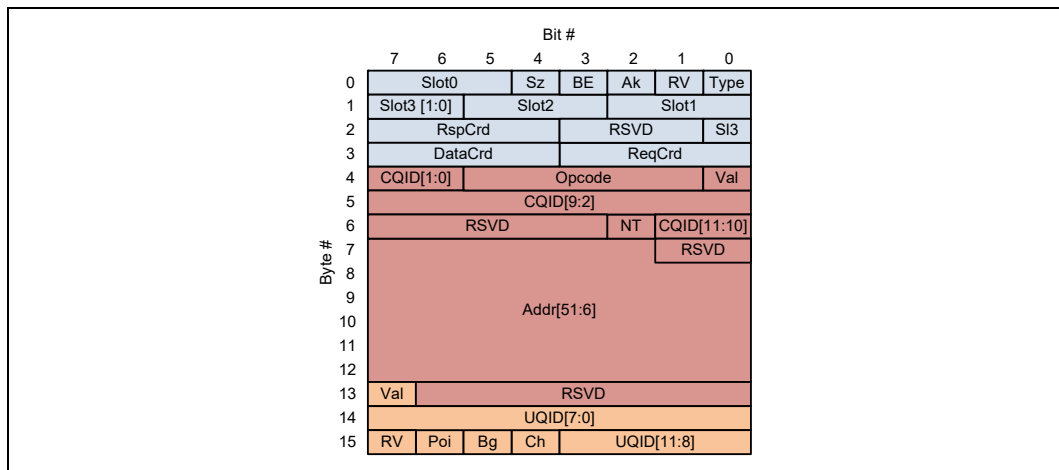 Bit #
7 6 5 4 3 2 1 0
0 Slot0 Sz BE Ak RV Type
1 Slot3 [1:0] Slot2 Slot1
2 RspCrd RSVD Sl3
3 DataCrd ReqCrd
4 CQID[1:0] Opcode Val
5 CQID[9:2]
6 RSVD NT CQID[11:10]
7 RSVD
Byte #
8
9
10 Addr[51:6]
11
12
13 Val RSVD
14 UQID[7:0]
15 RV Poi Bg Ch UQID[11:8]